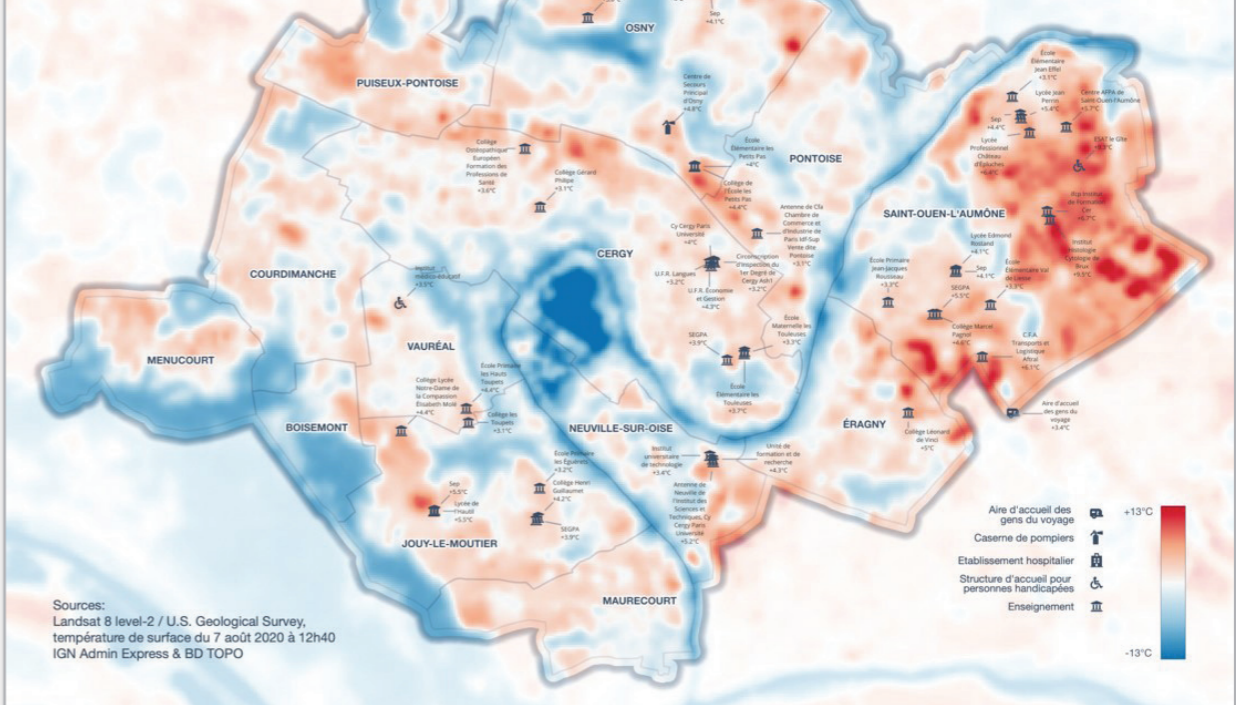 +4.1°C
OSNY
Sep
+4.1°C
PUISEUX-PONTOISE
Centre de
Secours
Principal
d'Osny
+4.8°C
École
Élémentaire
Jean Effel
+3.1°C
Lycée Jean
Perrin
+5.4°C
Centre AFPA de
Saint-Ouen-l'Aumône
+5.7°C
Sep
+4.4°C
Lycée
Professionnel
Château
d'Epluches
ESAT le Gîte
Collège
Ostéopathique
Européen
Formation des
Professions de
Santé
+3.6°C
Collège Gérard
Philipe
+3.1°C
École
Élémentaire les
Petits Pas
+4°C
PONTOISE
Collège de
l'École les
Petits Pas
+4.4°C
SAINT-OUEN-L'AUMÔNE
Antenne de
Chambre de
Commerce et
d'Industrie de
Paris Idf-Sup
Vente dite
Pontoise
+3.1°C
Cy Cergy Paris
Université
+4°C
CERGY
Circonscription
d'Inspection du
1er Degré de
Cergy
+3.2°C
U.F.R. Langues
+3.2°C
U.F.R. Économie
et Gestion
+4.3°C
Lycée Edmond
Rostand
+4.1°C
Sep
+4.1°C
École
Élémentaire Val
+3.3°C
Institut
Histologie
Cytologie de
École Primaire
Jean-Jacques
Rousseau
+3.3°C
SEGPA
+5.5°C
Collège Marcel
Pagnol
+4.6°C
C.F.A.
Transports et
Logistique
Aftral
+6.1°C
COURDIMANCHE
Institut
médico-éducatif
+3.5°C
MENUCOURT
VAURÉAL
SEGPA
+3.9°C
École
Maternelle les
Touleuses
+3.3°C
École
Élémentaire les
Touleuses
+3.7°C
École Primaire
les Hauts
Toupets
+4.4°C
Collège Lycée
Notre-Dame de
la Compassion
Élisabeth Molé
+4.4°C
Collège les
Toupets
+3.1°C
BOISEMONT
NEUVILLE-SUR-OISE
ÉRAGNY
Collège Léonard
de Vinci
+5°C
Aire d'accueil
des gens du
voyage
+3.4°C
Institut
universitaire
de technologie
+3.4°C
Unité de
formation et de
recherche
+4.3°C
École Primaire
les Éguérets
+3.2°C
Collège Henri
Guillaumet
+4.2°C
SEGPA
+3.9°C
Sep
+5.5°C
Lycée de
l'Hautil
+5.5°C
Antenne de
Neuville de
l'Institut des
Sciences et
Techniques, Cy
Cergy Paris
Université
+5.2°C
JOUY-LE-MOUTIER
MAURECOURT
Aire d'accueil des
gens du voyage
Caserne de pompiers
Etablissement hospitalier
Structure d'accueil pour
personnes handicapées
Enseignement
+13°C
-13°C
Sources:
Landsat 8 level-2 / U.S. Geological Survey,
température de surface du 7 août 2020 à 12h40
IGN Admin Express & BD TOPO